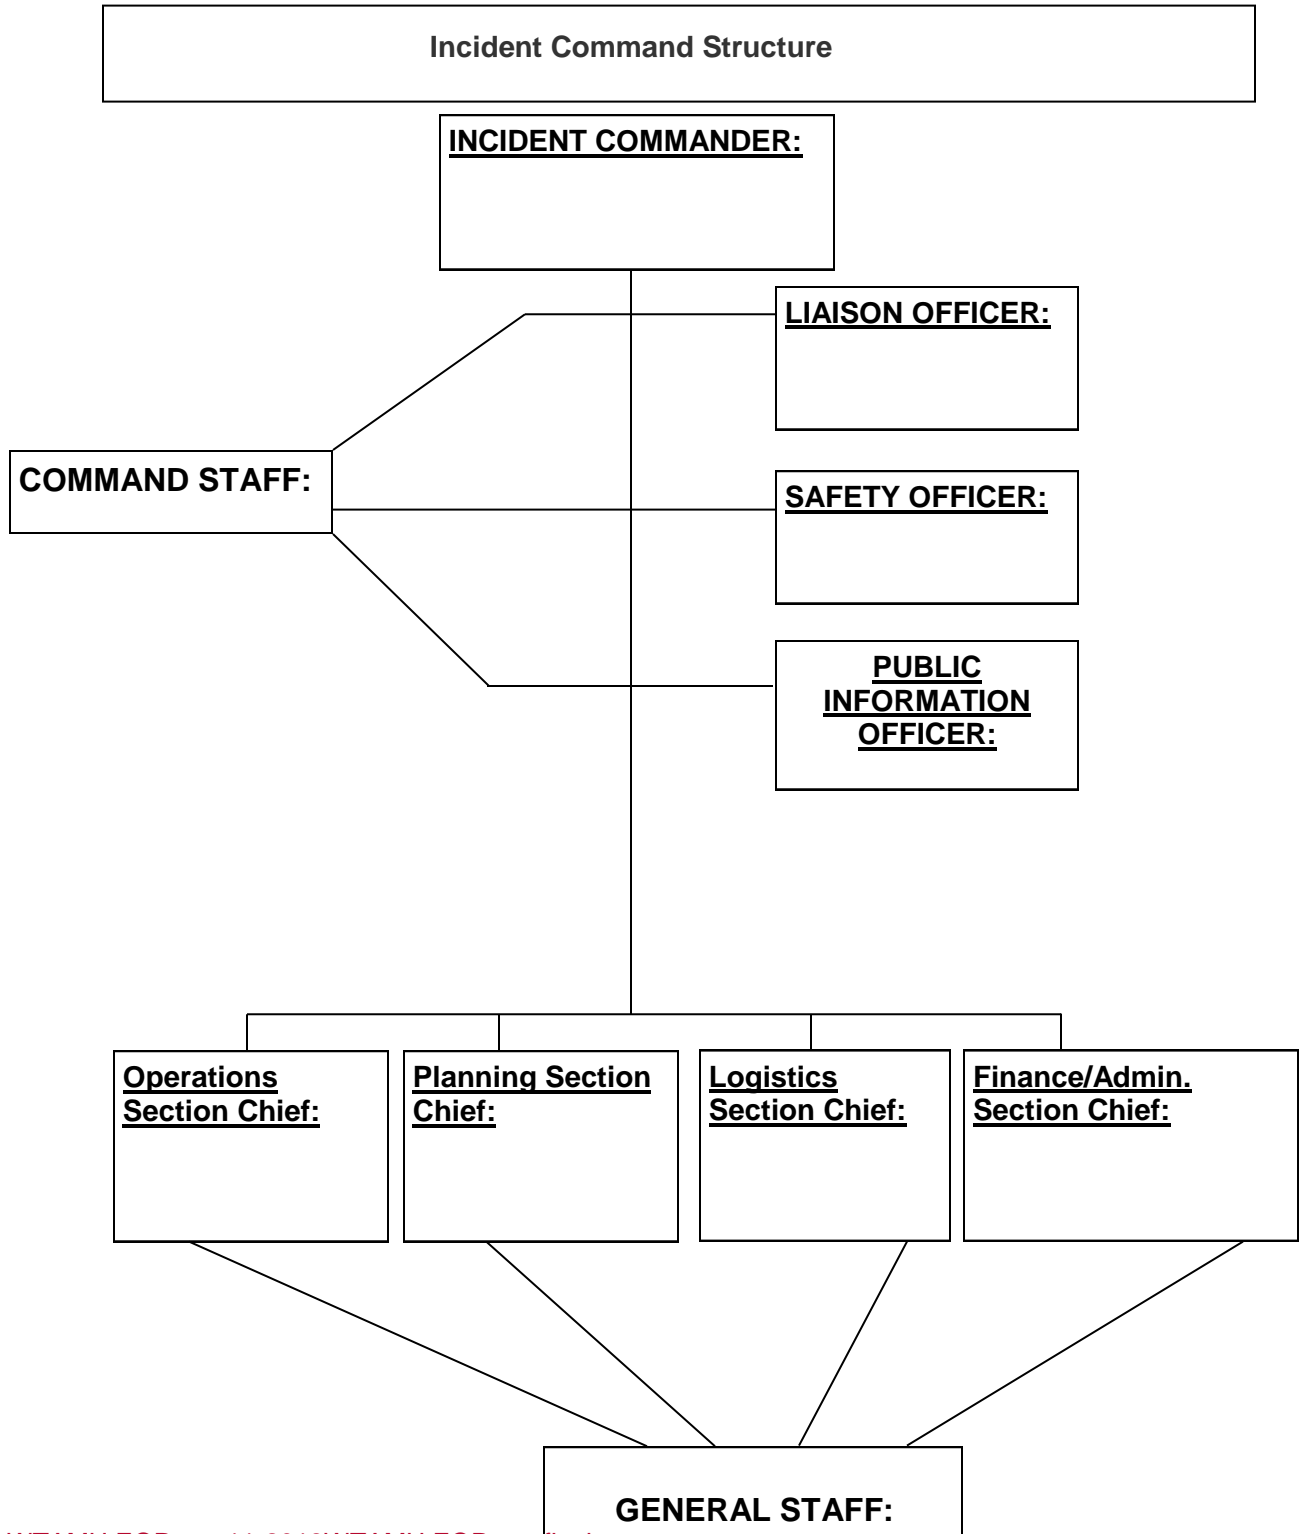 Incident Command Structure
INCIDENT COMMANDER:
LIAISON OFFICER:
COMMAND STAFF:
SAFETY OFFICER:
PUBLIC
INFORMATION
OFFICER:
Operations
Section Chief:
Planning Section
Chief:
Logistics
Section Chief:
Finance/Admin.
Section Chief:
GENERAL STAFF: